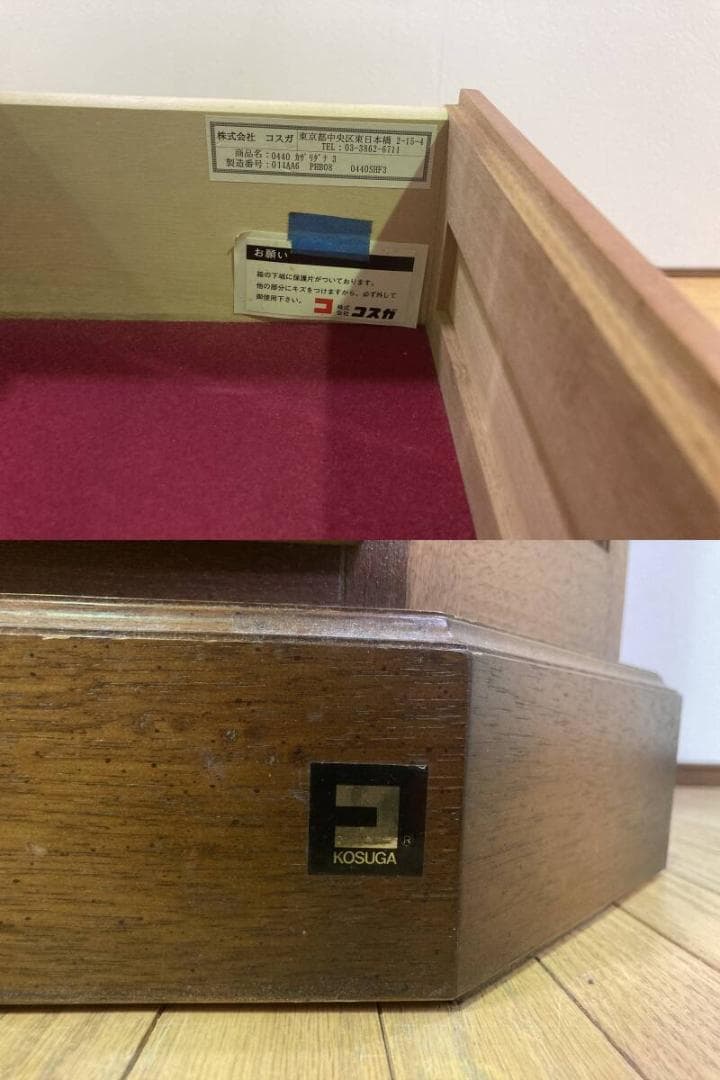 株式会社 コスガ 東京都中央区東日本橋 2-15-4
TEL:03-3862-6711
商品名:0440 ｶｻﾞﾘﾀﾞﾅ 3
製造番号:011AA6 PHB08 0440SHF3
お願い
箱の下端に保護片がついております。
他の部分にキズをつけますから、必ず外して
御使用下さい。
コ 株式会社 コスガ
コ ®
KOSUGA